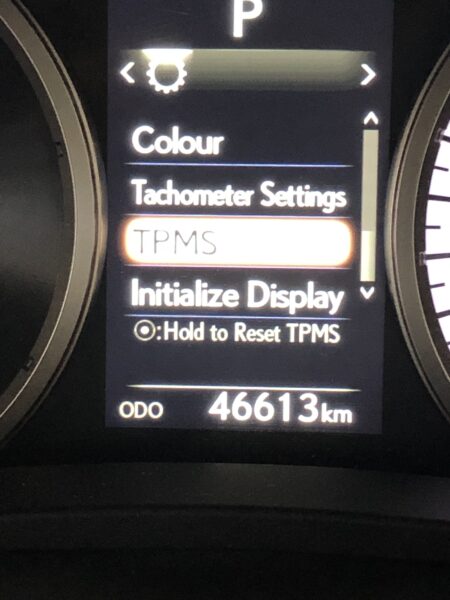 P
< >
Colour
Tachometer Settings
TPMS
Initialize Display
⦿:Hold to Reset TPMS
ODO 46613km